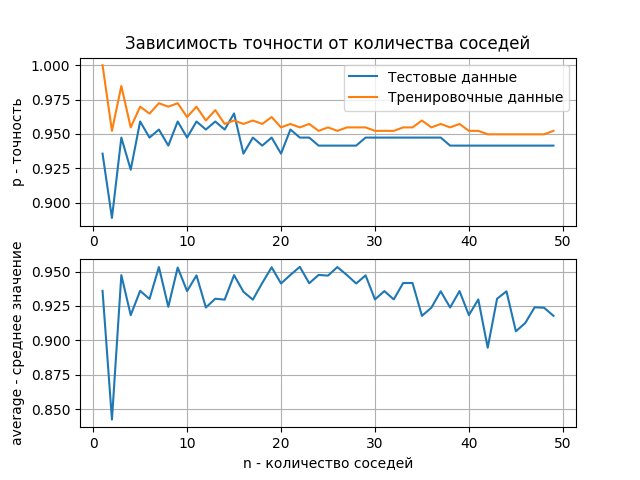 Зависимость точности от количества соседей
р - точность
1.000
0.975
0.950
0.925
0.900
Тестовые данные
Тренировочные данные
0 10 20 30 40 50
average - среднее значение
0.950
0.925
0.900
0.875
0.850
0 10 20 30 40 50
n - количество соседей